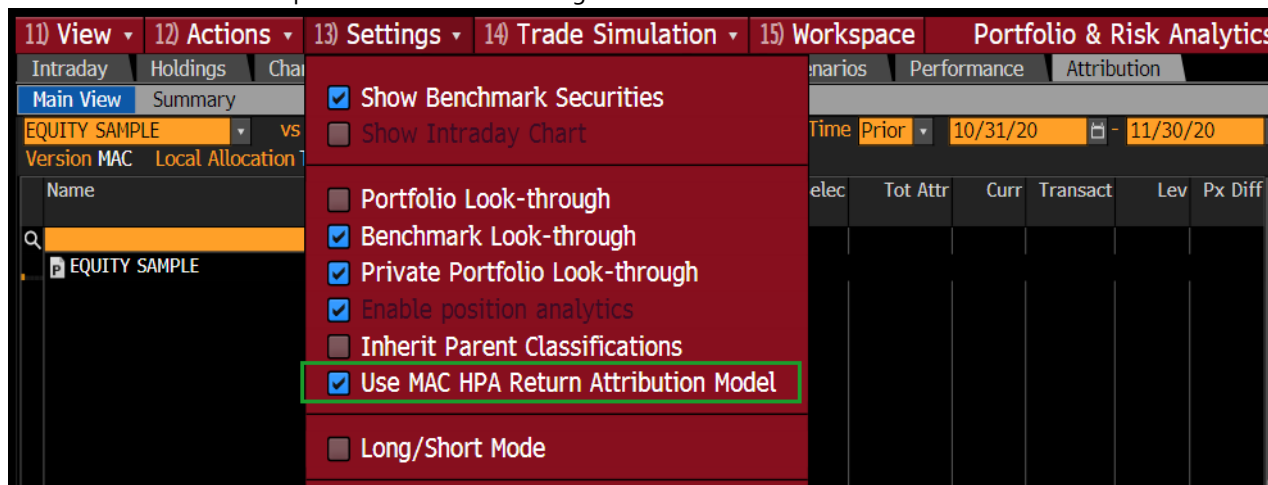 11) View 12) Actions 13) Settings 14) Trade Simulation 15) Workspace Portfolio & Risk Analytics
Intraday Holdings Cha enarios Performance Attribution
Main View Summary
Show Benchmark Securities
EQUITY SAMPLE vs Show Intraday Chart Time Prior 10/31/20 - 11/30/20
Version MAC Local Allocation
Name elec Tot Attr Curr Transact Lev Px Diff
Portfolio Look-through
Benchmark Look-through
EQUITY SAMPLE Private Portfolio Look-through
Enable position analytics
Inherit Parent Classifications
Use MAC HPA Return Attribution Model
Long/Short Mode